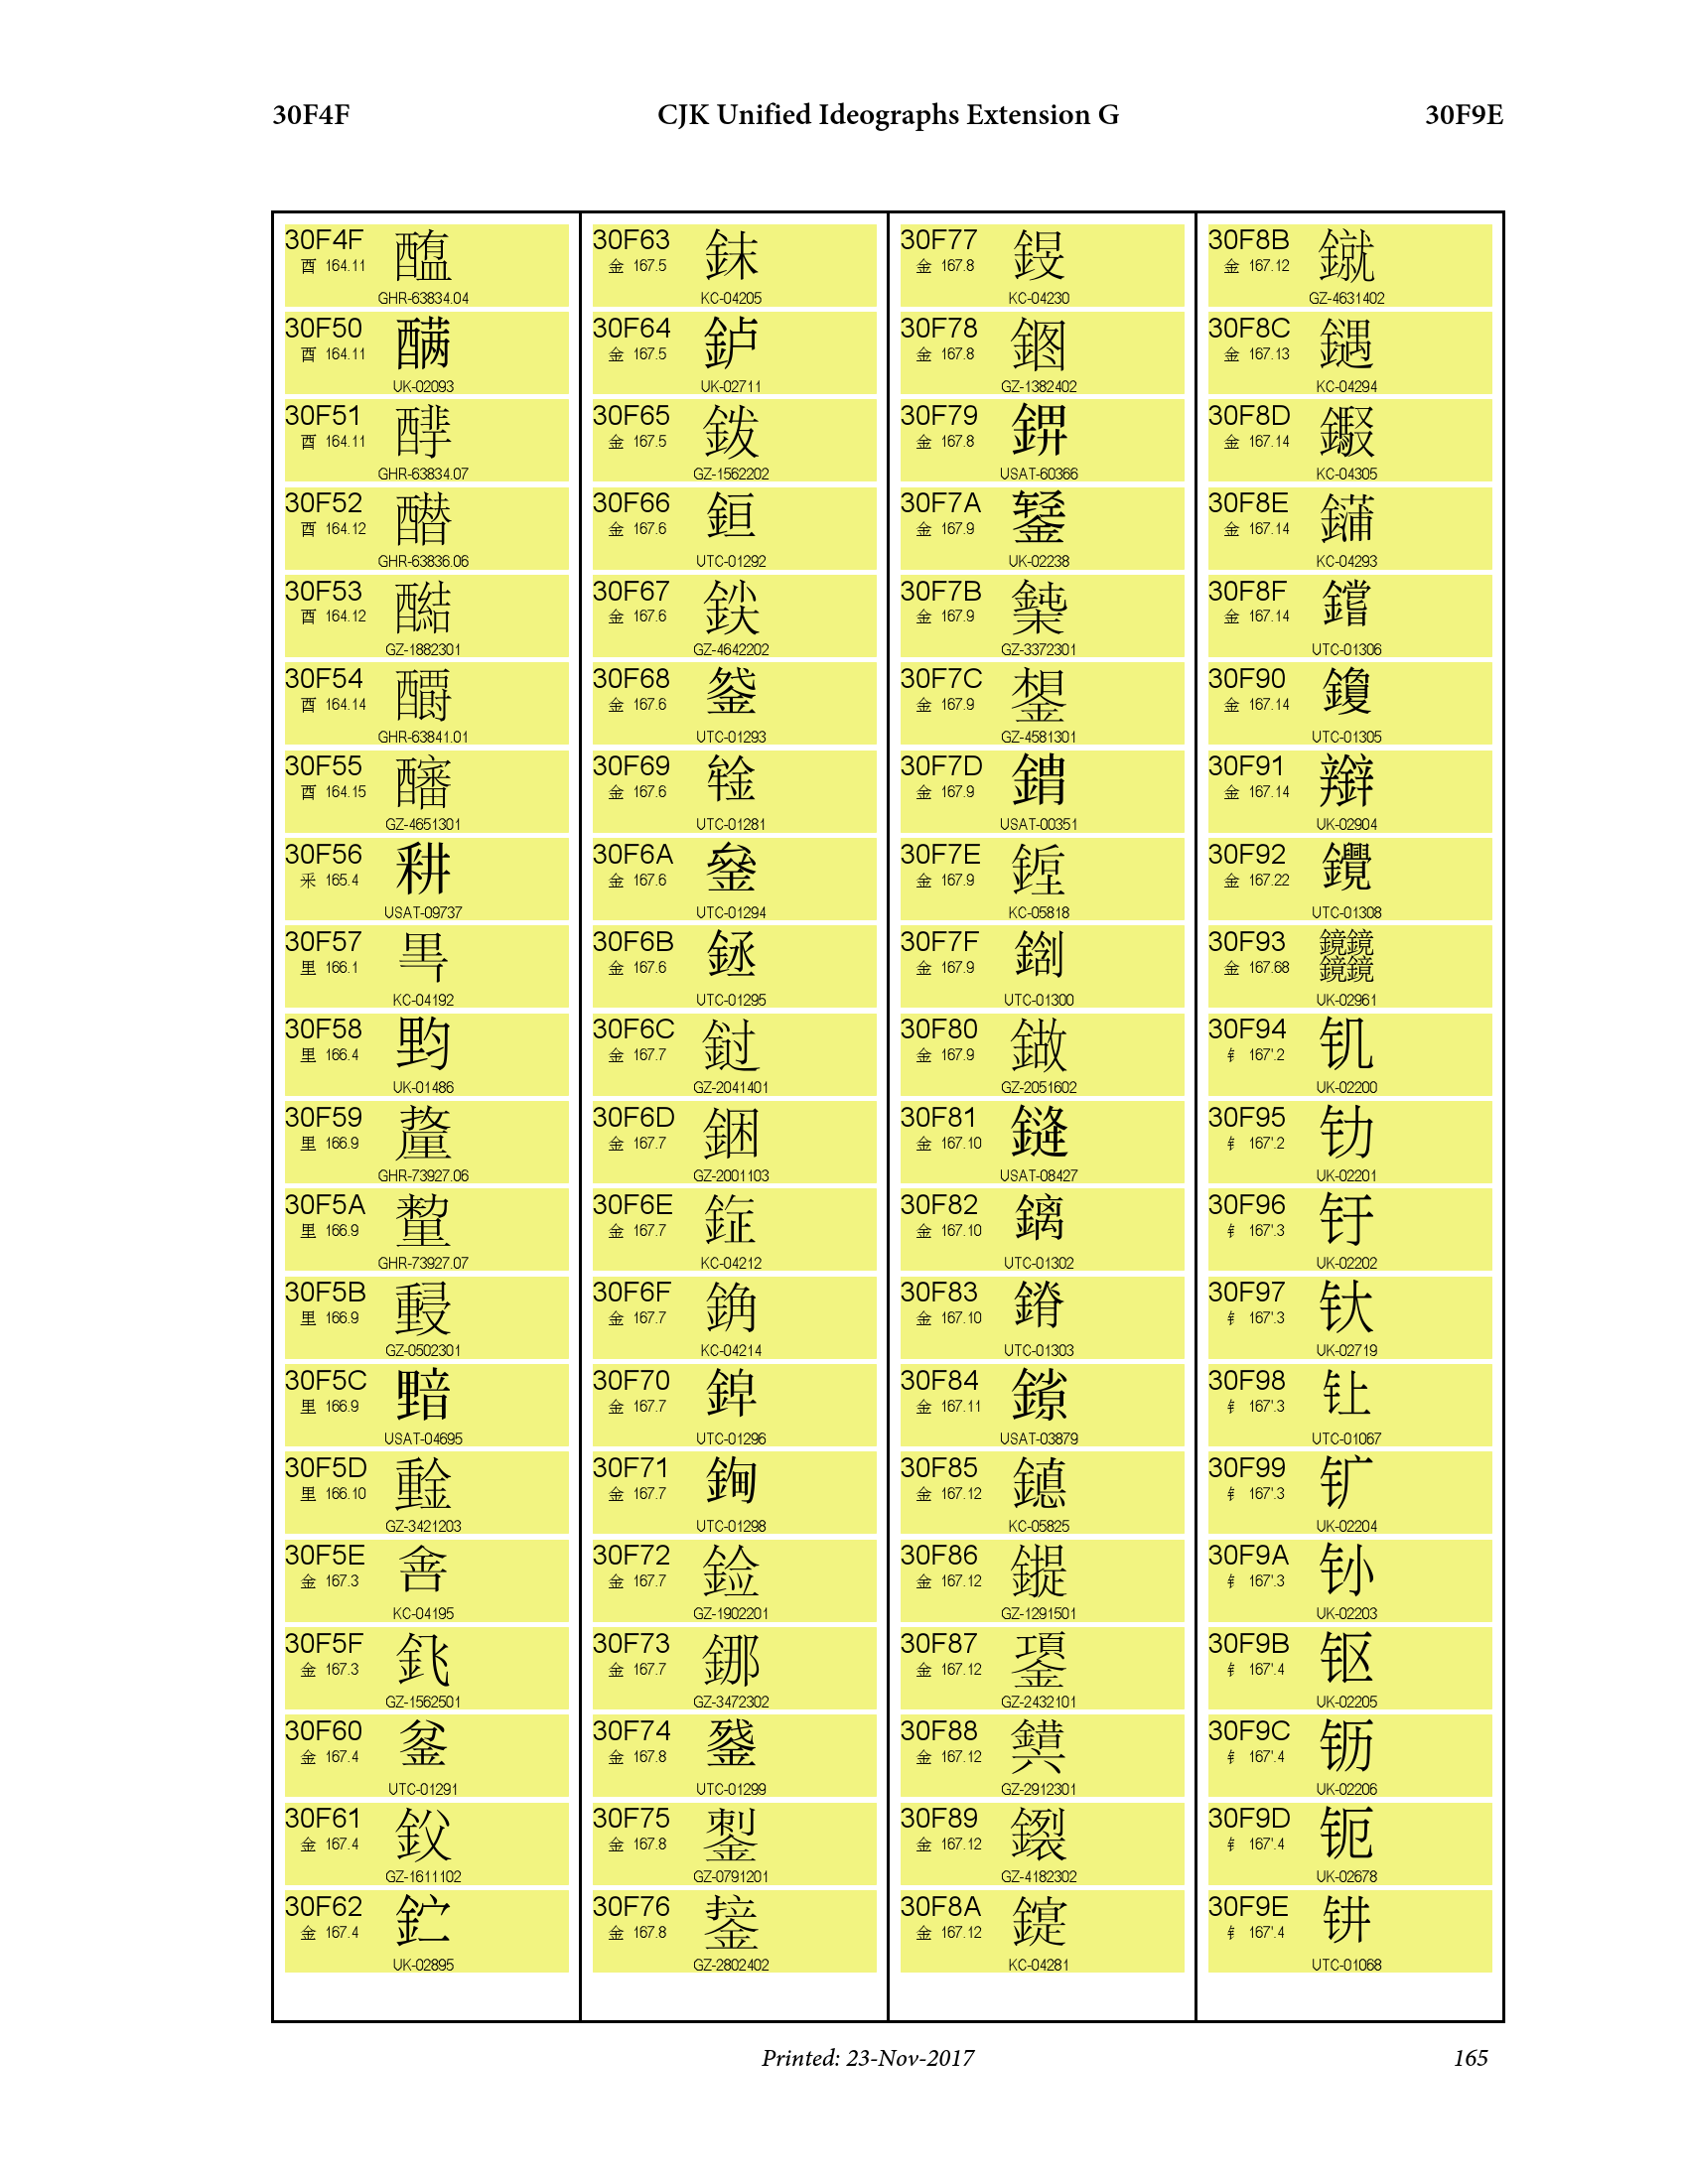 30F4F CJK Unified Ideographs Extension G 30F9E
30F4F
酉 164.11
GHR-63834.04
30F50
酉 164.11
UK-02093
30F51
酉 164.11
GHR-63834.07
30F52
酉 164.12
GHR-63836.06
30F53
酉 164.12
GZ-1882301
30F54
酉 164.14
GHR-63841.01
30F55
酉 164.15
GZ-4651301
30F56
釆 165.4
USAT-09737
30F57
里 166.1
KC-04192
30F58
里 166.4
UK-01486
30F59
里 166.9
GHR-73927.06
30F5A
里 166.9
GHR-73927.07
30F5B
里 166.9
GZ-0502301
30F5C
里 166.9
USAT-04695
30F5D
里 166.10
GZ-3421203
30F5E
金 167.3
KC-04195
30F5F
金 167.3
GZ-1562501
30F60
金 167.4
UTC-01291
30F61
金 167.4
GZ-1611102
30F62
金 167.4
UK-02895
30F63
金 167.5
KC-04205
30F64
金 167.5
UK-02711
30F65
金 167.5
GZ-1562202
30F66
金 167.6
UTC-01292
30F67
金 167.6
GZ-4642202
30F68
金 167.6
UTC-01293
30F69
金 167.6
UTC-01281
30F6A
金 167.6
UTC-01294
30F6B
金 167.6
UTC-01295
30F6C
金 167.7
GZ-2041401
30F6D
金 167.7
GZ-2001103
30F6E
金 167.7
KC-04212
30F6F
金 167.7
KC-04214
30F70
金 167.7
UTC-01296
30F71
金 167.7
UTC-01298
30F72
金 167.7
GZ-1902201
30F73
金 167.7
GZ-3472302
30F74
金 167.8
UTC-01299
30F75
金 167.8
GZ-0791201
30F76
金 167.8
GZ-2802402
30F77
金 167.8
KC-04230
30F78
金 167.8
GZ-1382402
30F79
金 167.8
USAT-60366
30F7A
金 167.9
UK-02238
30F7B
金 167.9
GZ-3372301
30F7C
金 167.9
GZ-4581301
30F7D
金 167.9
USAT-00351
30F7E
金 167.9
KC-05818
30F7F
金 167.9
UTC-01300
30F80
金 167.9
GZ-2051602
30F81
金 167.10
USAT-08427
30F82
金 167.10
UTC-01302
30F83
金 167.10
UTC-01303
30F84
金 167.11
USAT-03879
30F85
金 167.12
KC-05825
30F86
金 167.12
GZ-1291501
30F87
金 167.12
GZ-2432101
30F88
金 167.12
GZ-2912301
30F89
金 167.12
GZ-4182302
30F8A
金 167.12
KC-04281
30F8B
金 167.12
GZ-4631402
30F8C
金 167.13
KC-04294
30F8D
金 167.14
KC-04305
30F8E
金 167.14
KC-04293
30F8F
金 167.14
UTC-01306
30F90
金 167.14
UTC-01305
30F91
金 167.14
UK-02904
30F92
金 167.22
UTC-01308
30F93
金 167.68
UK-02961
30F94
钅 167'.2
UK-02200
30F95
钅 167'.2
UK-02201
30F96
钅 167'.3
UK-02202
30F97
钅 167'.3
UK-02719
30F98
钅 167'.3
UTC-01067
30F99
钅 167'.3
UK-02204
30F9A
钅 167'.3
UK-02203
30F9B
钅 167'.4
UK-02205
30F9C
钅 167'.4
UK-02206
30F9D
钅 167'.4
UK-02678
30F9E
钅 167'.4
UTC-01068
Printed: 23-Nov-2017 165